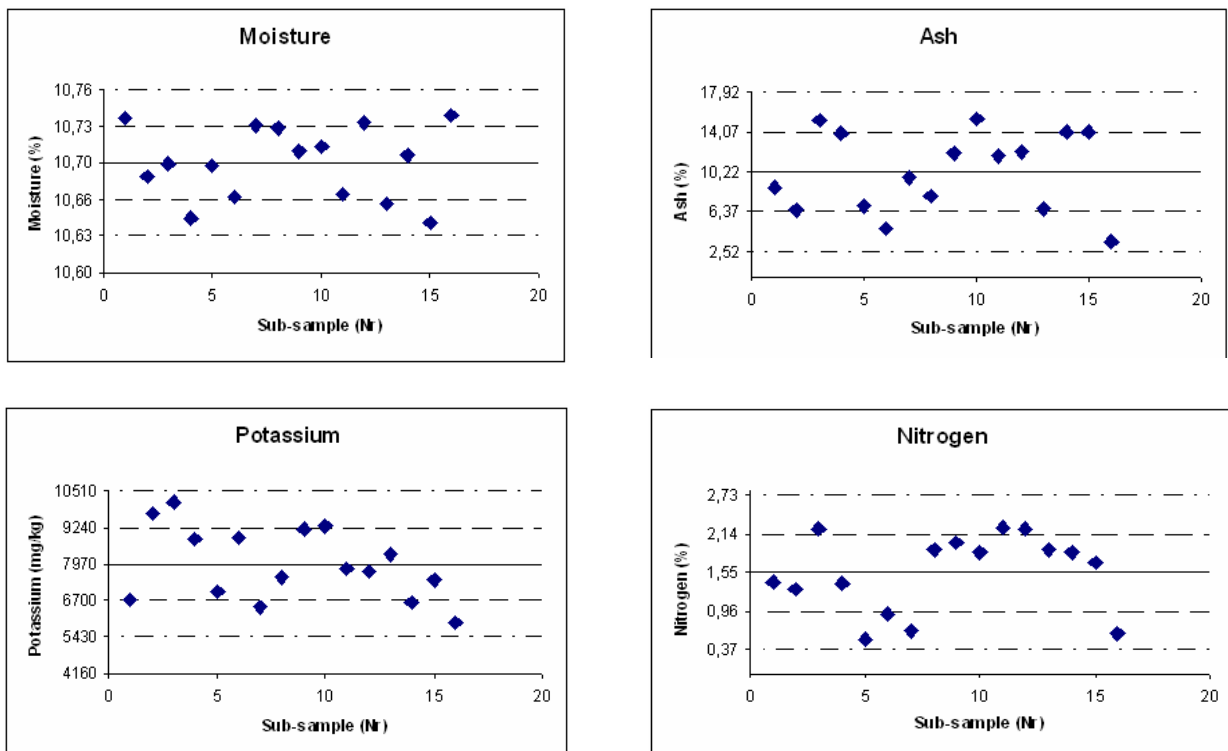 Moisture
Moisture (%)
10,76
10,73
10,70
10,66
10,63
10,60
0 5 10 15 20
Sub-sample (Nr)
Ash
Ash (%)
17,92
14,07
10,22
6,37
2,52
0 5 10 15 20
Sub-sample (Nr)
Potassium
Potassium (mg/kg)
10510
9240
7970
6700
5430
4160
0 5 10 15 20
Sub-sample (Nr)
Nitrogen
Nitrogen (%)
2,73
2,14
1,55
0,96
0,37
0 5 10 15 20
Sub-sample (Nr)